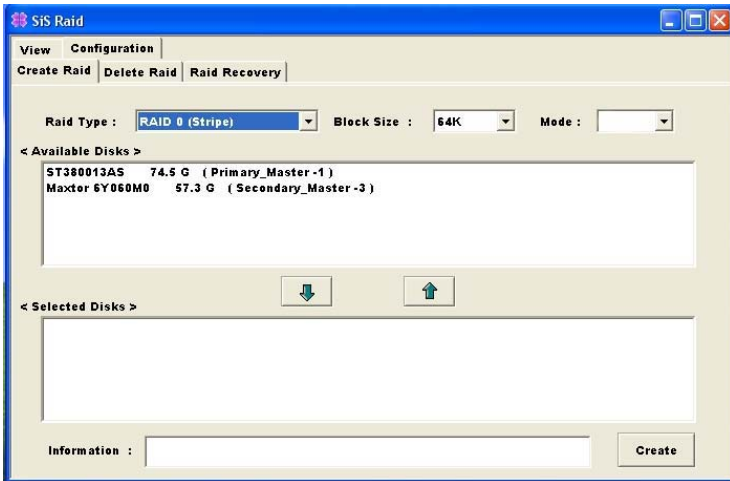 SiS Raid
View Configuration
Create Raid Delete Raid Raid Recovery
Raid Type : RAID 0 (Stripe) Block Size : 64K Mode :
< Available Disks >
ST380013AS 74.5 G ( Primary_Master -1 )
Maxtor 6Y060M0 57.3 G ( Secondary_Master -3 )
< Selected Disks >
Information : Create